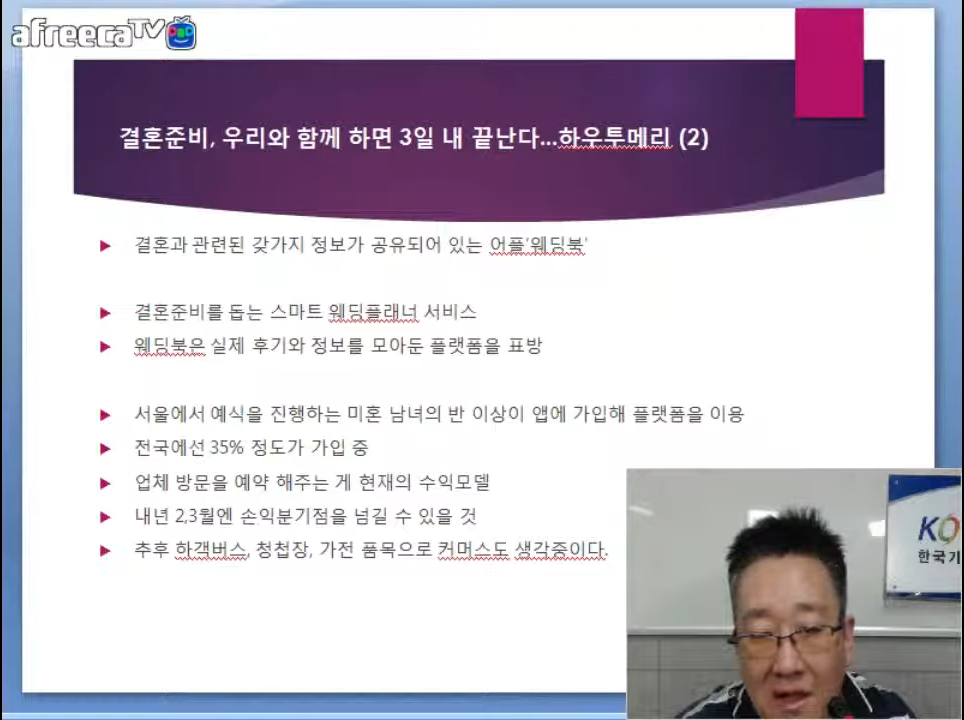 afreecaTV
결혼준비, 우리와 함께 하면 3일 내 끝난다...하우투메리 (2)
결혼과 관련된 갖가지 정보가 공유되어 있는 어플'웨딩북'
결혼준비를 돕는 스마트 웨딩플래너 서비스
웨딩북은 실제 후기와 정보를 모아둔 플랫폼을 표방
서울에서 예식을 진행하는 미혼 남녀의 반 이상이 앱에 가입해 플랫폼을 이용
전국에선 35% 정도가 가입 중
업체 방문을 예약 해주는 게 현재의 수익모델
내년 2,3월엔 손익분기점을 넘길 수 있을 것
추후 하객버스, 청첩장, 가전 품목으로 커머스도 생각중이다.
KO
한국기